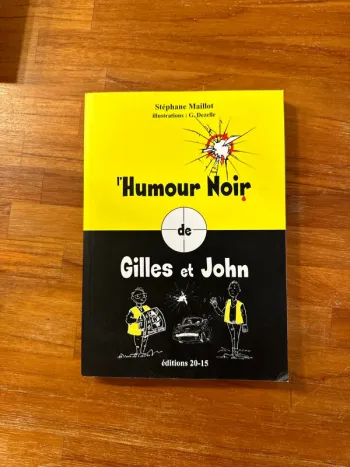 Stéphane Maillot
illustrations : G. Dezelle
l'Humour Noir
de
Gilles et John
éditions 20-15